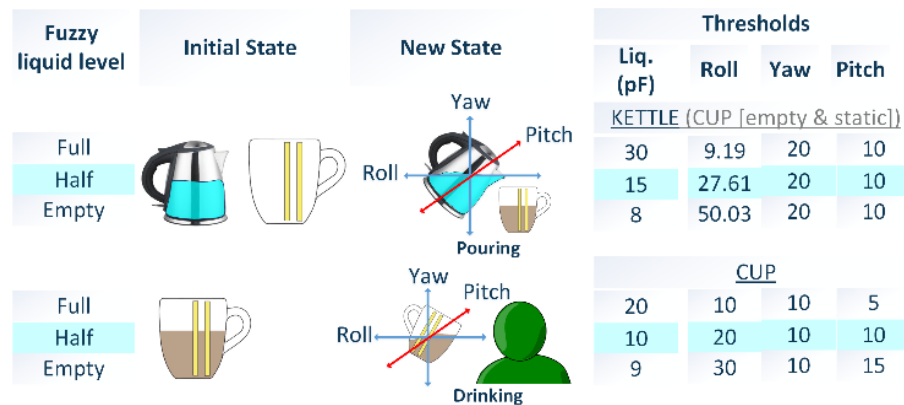 Fuzzy liquid level Initial State New State Thresholds
Liq. (pF) Roll Yaw Pitch
KETTLE (CUP [empty & static])
Full 30 9.19 20 10
Half 15 27.61 20 10
Empty 8 50.03 20 10
Yaw
Pitch
Roll
Pouring
CUP
Full 20 10 10 5
Half 10 20 10 10
Empty 9 30 10 15
Yaw
Pitch
Roll
Drinking